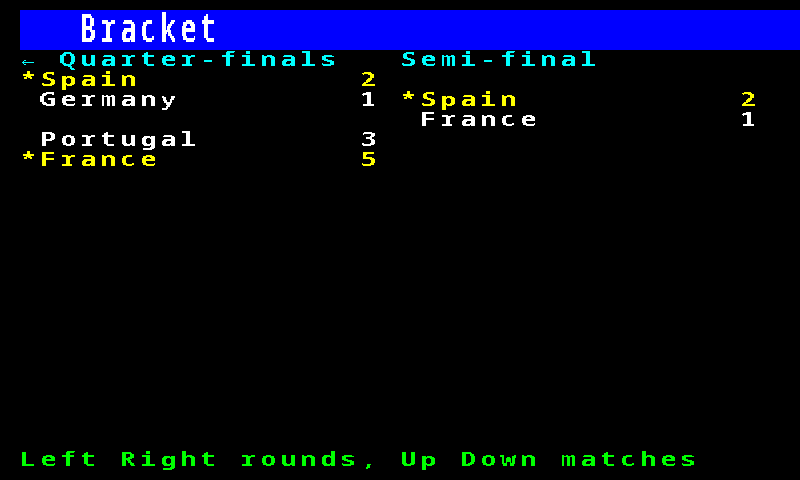 Bracket
← Quarter-finals Semi-final
*Spain 2
Germany 1 *Spain 2
France 1
Portugal 3
*France 5
Left Right rounds, Up Down matches